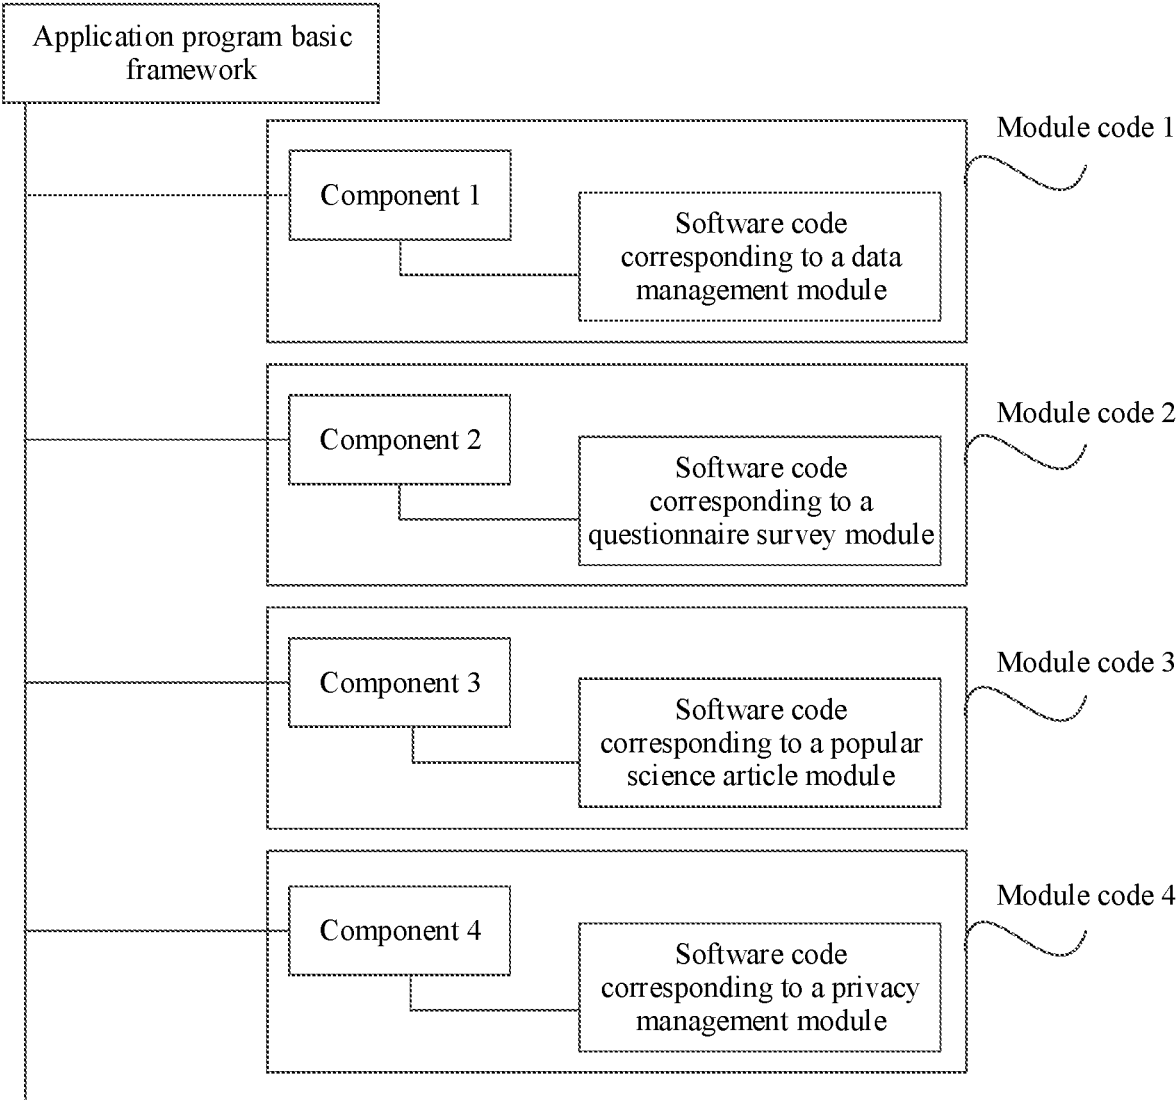 Application program basic
framework
Module code 1
Component 1
Software code
corresponding to a data
management module
Module code 2
Component 2
Software code
corresponding to a
questionnaire survey module
Module code 3
Component 3
Software code
corresponding to a popular
science article module
Module code 4
Component 4
Software code
corresponding to a privacy
management module